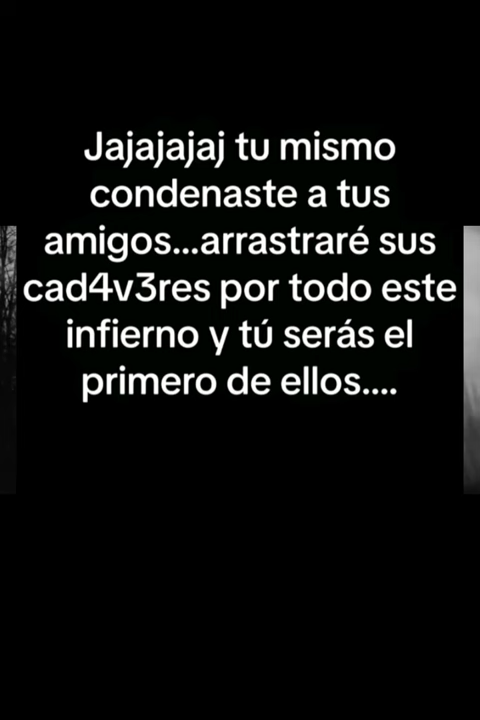 Jajajajaj tu mismo
condenaste a tus
amigos...arrastraré sus
cad4v3res por todo este
infierno y tú serás el
primero de ellos....